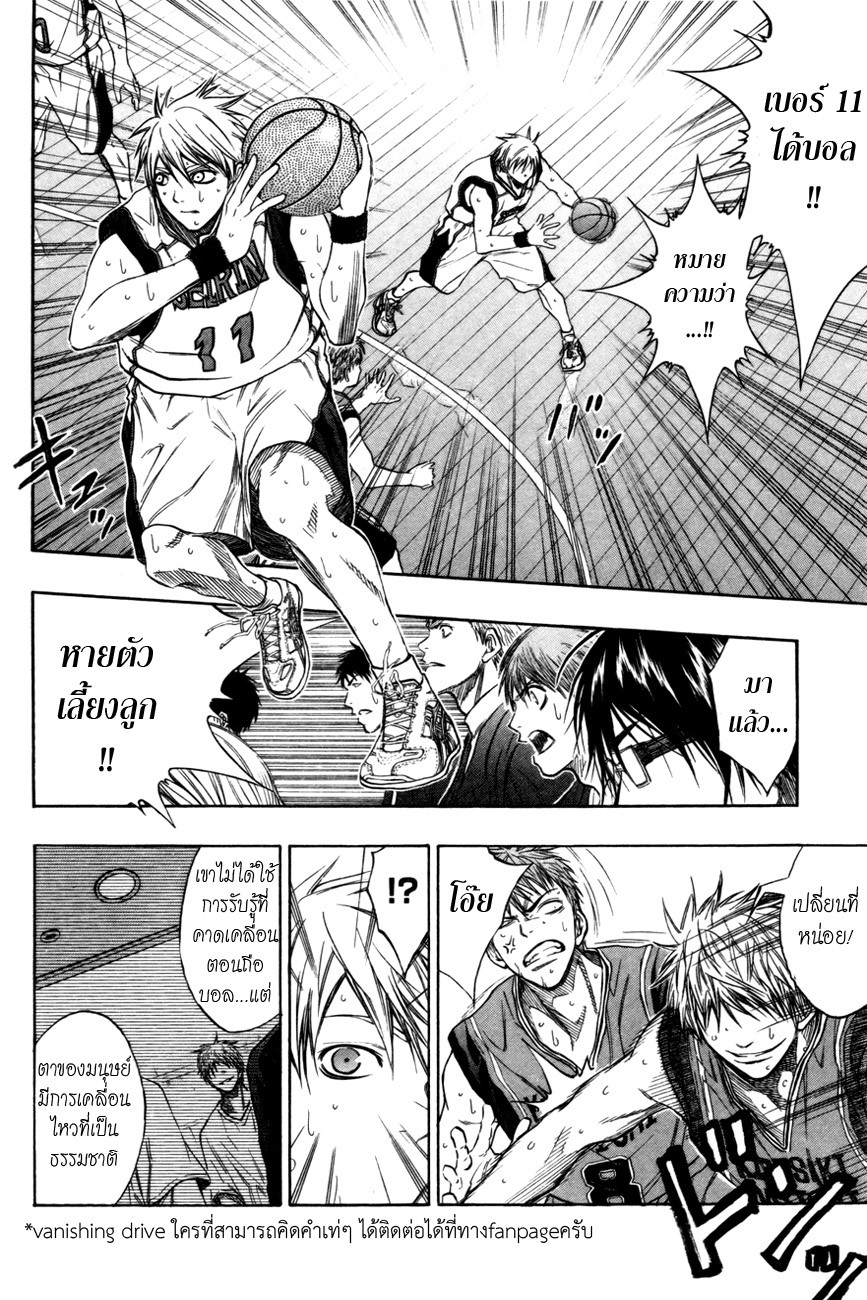 เบอร์ 11
ได้บอล
!!
หมาย
ความว่า
...!!
SEIRIN
11
มา
แล้ว...
หายตัว
เลี้ยงลูก
!!
เปลี่ยนที่
หน่อย!
โอ๊ย
8
!?
เขาไม่ได้ใช้
การรับรู้ที่
คาดเคลื่อน
ตอนถือ
บอล...แต่
ตาของมนุษย์
มีการเคลื่อน
ไหวที่เป็น
ธรรมชาติ
*vanishing drive ใครที่สามารถคิดคำเท่ๆ ได้ติดต่อได้ที่ทางfanpageครับ